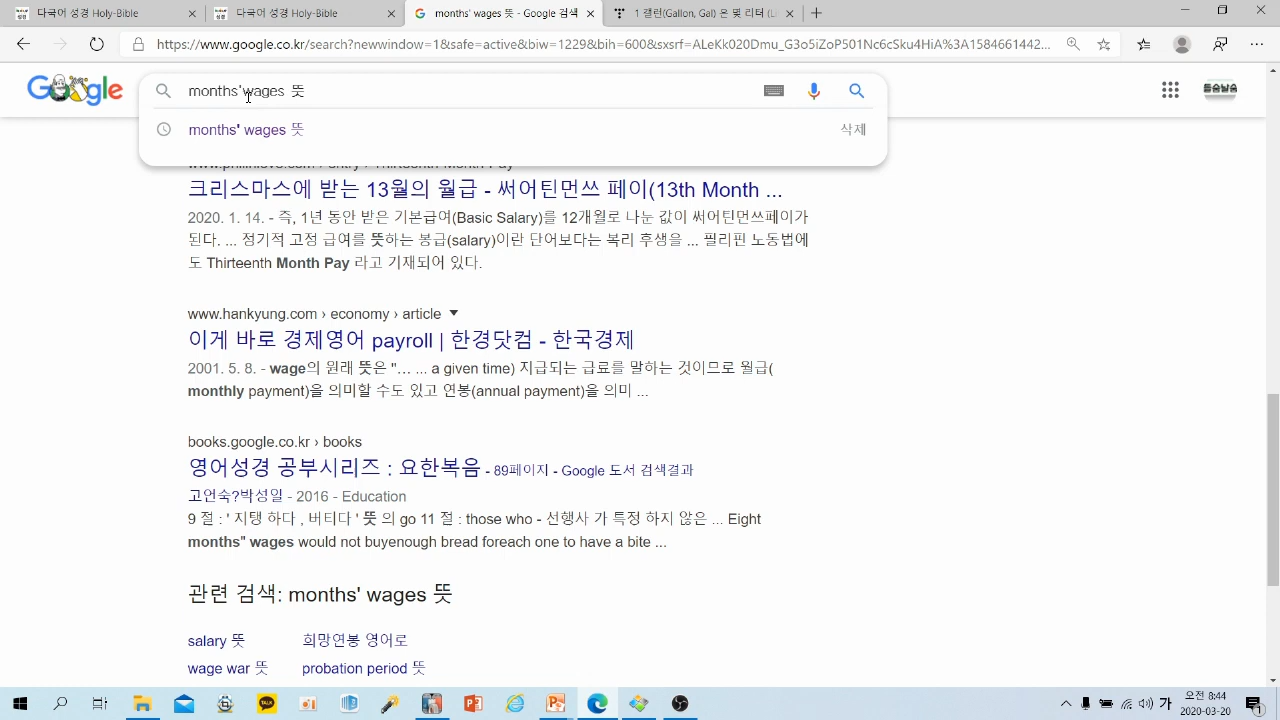 다국어 성경 Holy-Bible
다국어 성경 Holy-Bible
months' wages 뜻 - Google 검색
1 갤런(Gallon, Gal) 은 몇 리터 (L
https://www.google.co.kr/search?newwindow=1&safe=active&biw=1229&bih=600&sxsrf=ALeKk020Dmu_G3o5iZoP501Nc6cSku4HiA%3A1584661442...
Google
months' wages 뜻
들숨날숨
months' wages 뜻
삭제
크리스마스에 받는 13월의 월급 - 써어틴먼쓰 페이(13th Month ...
2020. 1. 14. - 즉, 1년 동안 받은 기본급여(Basic Salary)를 12개월로 나눈 값이 써어틴먼쓰페이가
된다. ... 정기적 고정 급여를 뜻하는 봉급(salary)이란 단어보다는 복리 후생을 ... 필리핀 노동법에
도 Thirteenth Month Pay 라고 기재되어 있다.
www.hankyung.com › economy › article
이게 바로 경제영어 payroll | 한경닷컴 - 한국경제
2001. 5. 8. - wage의 원래 뜻은 "... ... a given time) 지급되는 급료를 말하는 것이므로 월급(
monthly payment)을 의미할 수도 있고 연봉(annual payment)을 의미 ...
books.google.co.kr › books
영어성경 공부시리즈 : 요한복음 - 89페이지 - Google 도서 검색결과
고언숙?박성일 - 2016 - Education
9 절 : ' 지탱 하다 , 버티다 ' 뜻 의 go 11 절 : those who - 선행사 가 특정 하지 않은 ... Eight
months" wages would not buyenough bread foreach one to have a bite ...
관련 검색: months' wages 뜻
salary 뜻
희망연봉 영어로
wage war 뜻
probation period 뜻
오전 8:44
2020-03-20